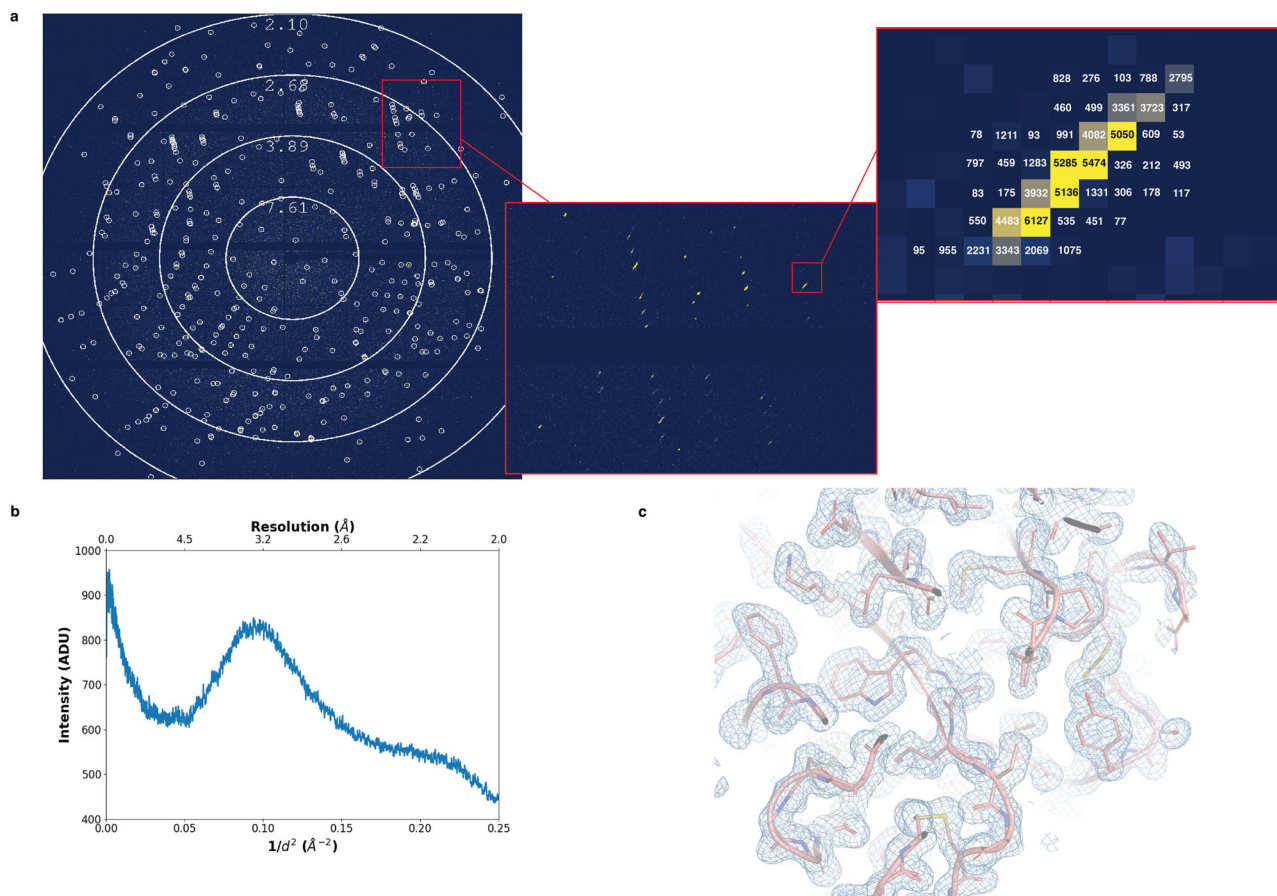 a
2.10
2.68
3.89
7.61
828 276 103 788 2795
460 499 3361 3723 317
78 1211 93 991 4082 5050 609 53
797 459 1283 5285 5474 326 212 493
83 175 3932 5136 1331 306 178 117
550 4483 6127 535 451 77
95 955 2231 3343 2069 1075
b
Resolution (Å)
0.0 4.5 3.2 2.6 2.2 2.0
1000
900
800
700
600
500
400
Intensity (ADU)
0.00 0.05 0.10 0.15 0.20 0.25
1/d² (Å⁻²)
c